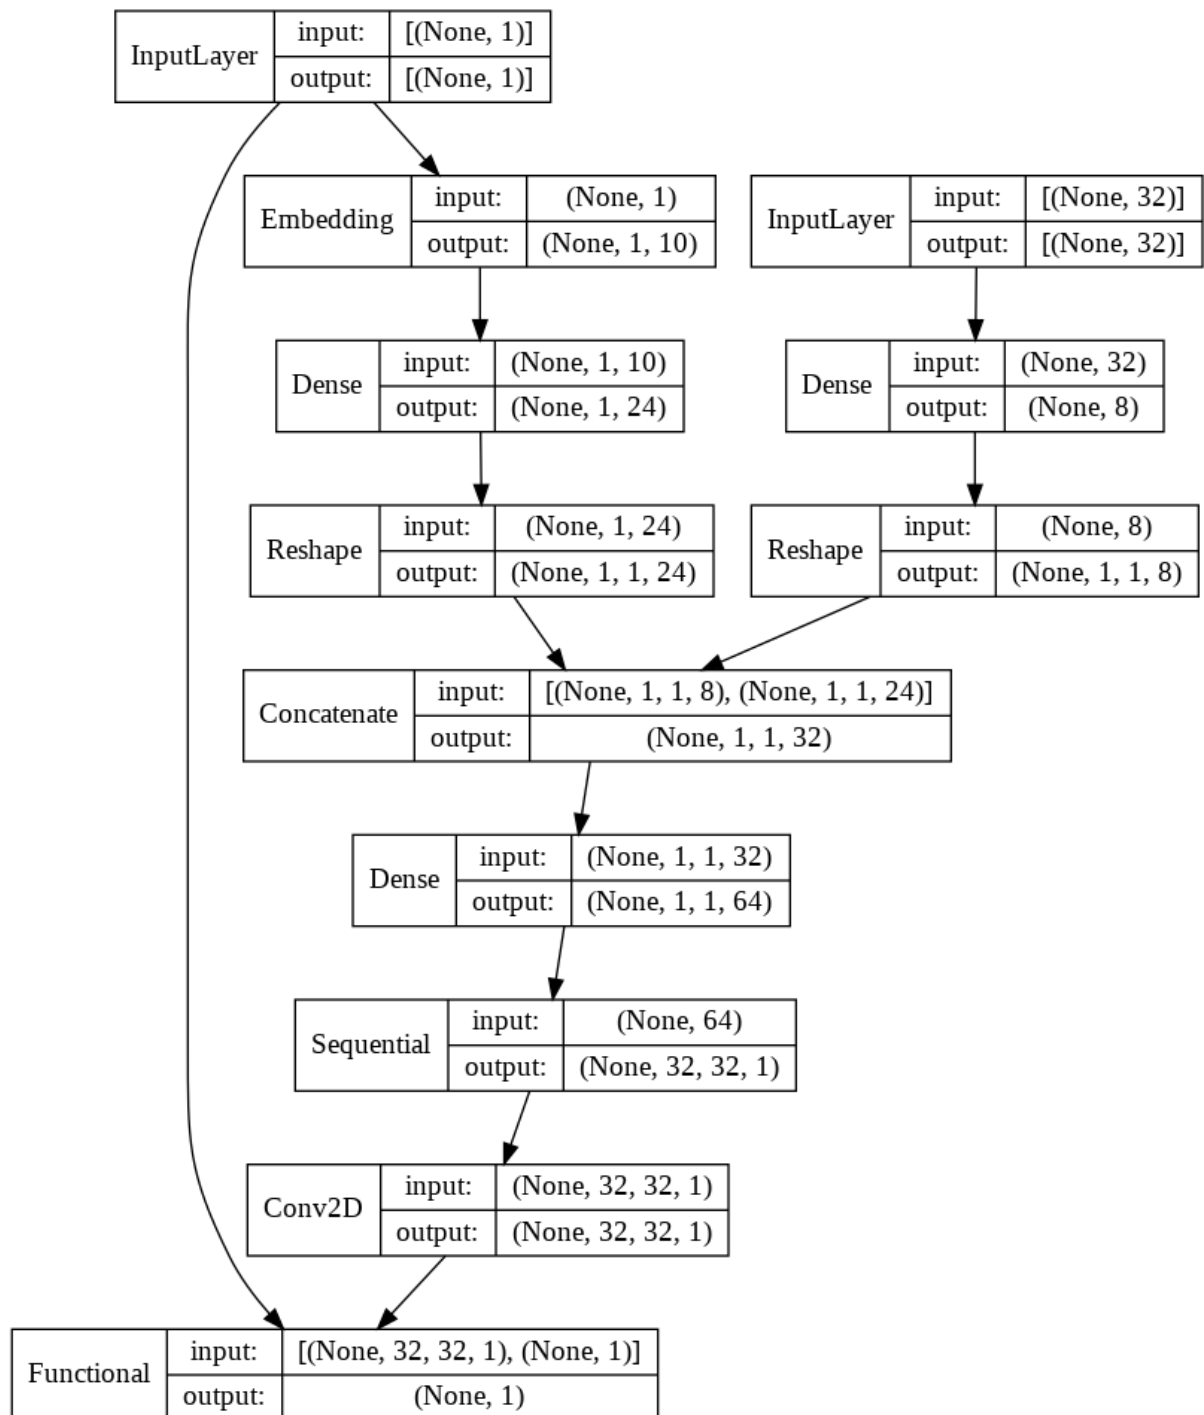 InputLayer
input: [(None, 1)]
output: [(None, 1)]
Embedding
input: (None, 1)
output: (None, 1, 10)
InputLayer
input: [(None, 32)]
output: [(None, 32)]
Dense
input: (None, 1, 10)
output: (None, 1, 24)
Dense
input: (None, 32)
output: (None, 8)
Reshape
input: (None, 1, 24)
output: (None, 1, 1, 24)
Reshape
input: (None, 8)
output: (None, 1, 1, 8)
Concatenate
input: [(None, 1, 1, 8), (None, 1, 1, 24)]
output: (None, 1, 1, 32)
Dense
input: (None, 1, 1, 32)
output: (None, 1, 1, 64)
Sequential
input: (None, 64)
output: (None, 32, 32, 1)
Conv2D
input: (None, 32, 32, 1)
output: (None, 32, 32, 1)
Functional
input: [(None, 32, 32, 1), (None, 1)]
output: (None, 1)